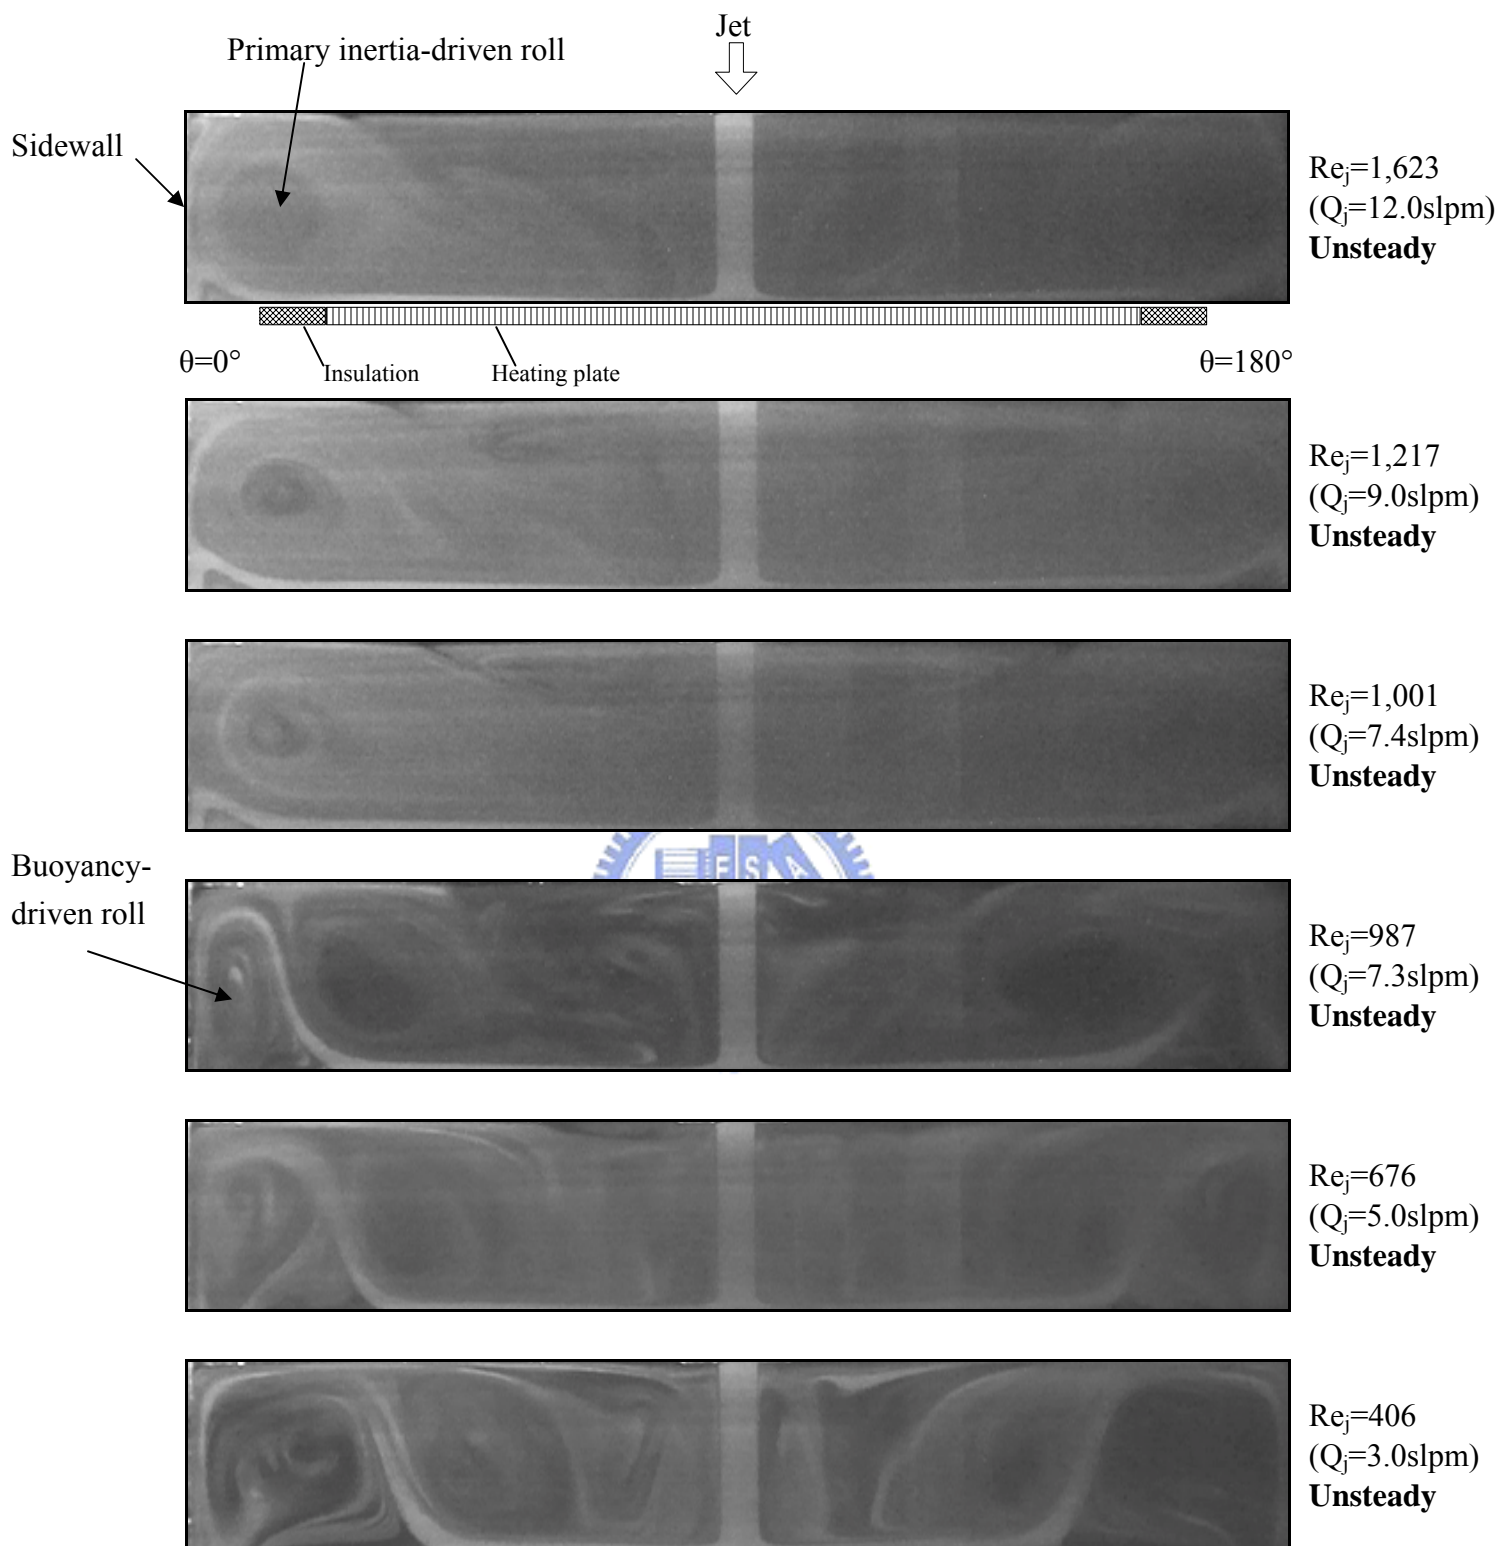 Jet
Primary inertia-driven roll
Sidewall
Re_j=1,623
(Q_j=12.0slpm)
Unsteady
θ=0°
Insulation
Heating plate
θ=180°
Re_j=1,217
(Q_j=9.0slpm)
Unsteady
Re_j=1,001
(Q_j=7.4slpm)
Unsteady
E S A
Buoyancy-
driven roll
Re_j=987
(Q_j=7.3slpm)
Unsteady
Re_j=676
(Q_j=5.0slpm)
Unsteady
Re_j=406
(Q_j=3.0slpm)
Unsteady